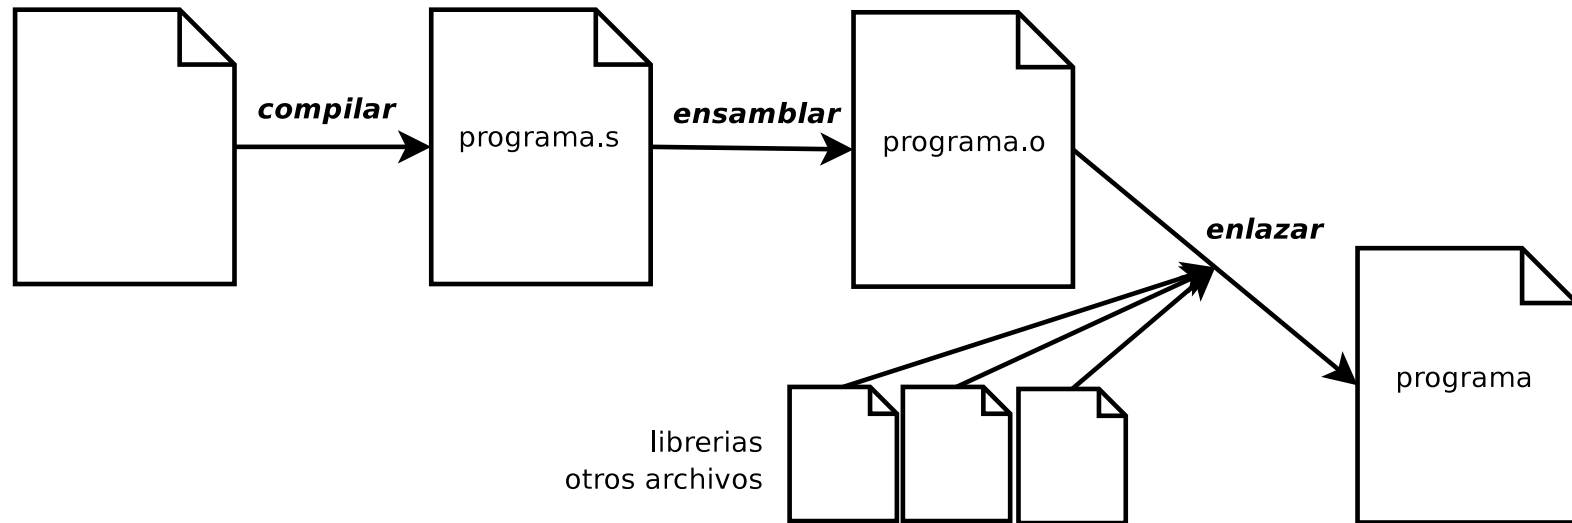 compilar
programa.s
ensamblar
programa.o
enlazar
programa
librerias
otros archivos